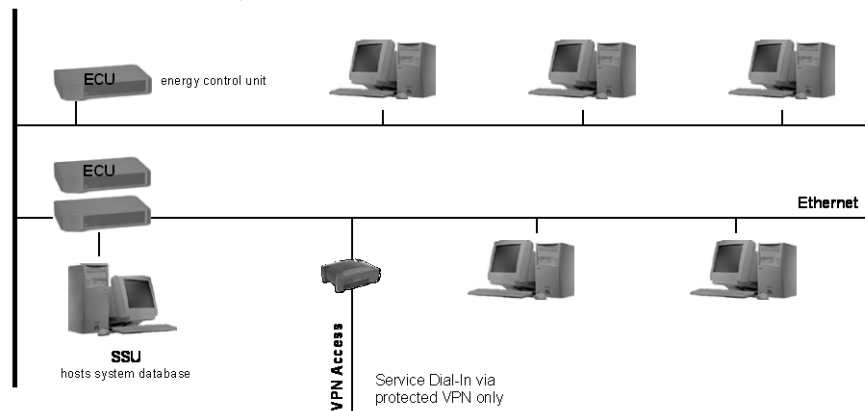 ECU
energy control unit
ECU
Ethernet
SSU
hosts system database
VPN Access
Service Dial-In via
protected VPN only